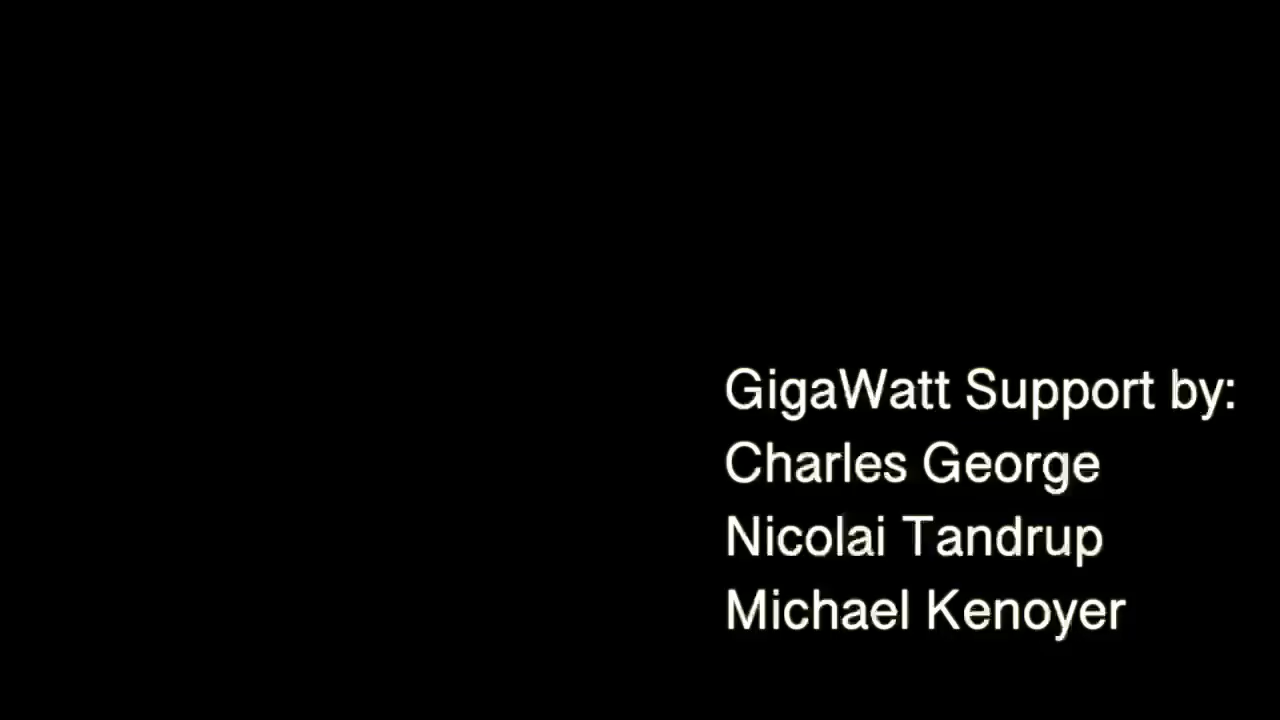 GigaWatt Support by:
Charles George
Nicolai Tandrup
Michael Kenoyer